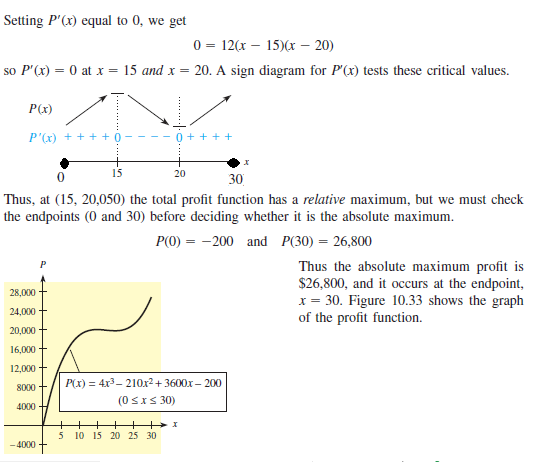 Setting P'(x) equal to 0, we get
0 = 12(x − 15)(x − 20)
so P'(x) = 0 at x = 15 and x = 20. A sign diagram for P'(x) tests these critical values.
P(x)
P'(x) + + + + 0 − − − − 0 + + + +
x
0 15 20 30
Thus, at (15, 20,050) the total profit function has a relative maximum, but we must check
the endpoints (0 and 30) before deciding whether it is the absolute maximum.
P(0) = −200 and P(30) = 26,800
Thus the absolute maximum profit is
$26,800, and it occurs at the endpoint,
x = 30. Figure 10.33 shows the graph
of the profit function.
P
28,000
24,000
20,000
16,000
12,000
8000
4000
−4000
P(x) = 4x³ − 210x² + 3600x − 200
(0 ≤ x ≤ 30)
x
5 10 15 20 25 30